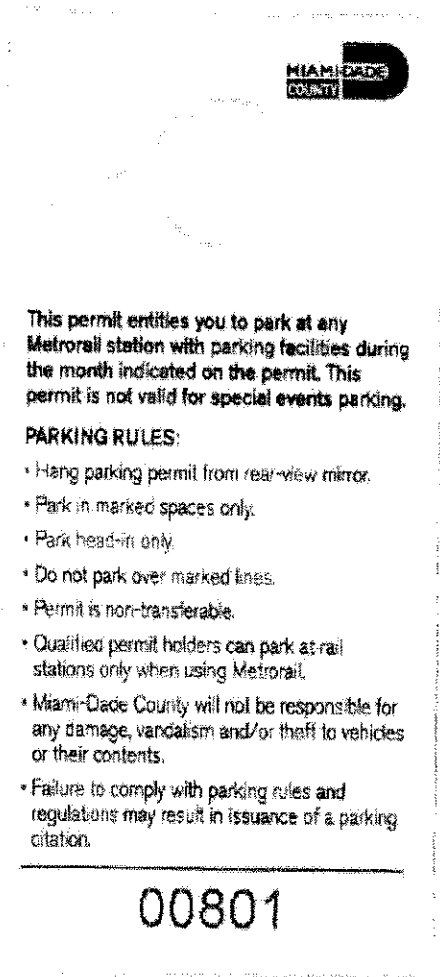 MIAMI-DADE
COUNTY
This permit entitles you to park at any
Metrorail station with parking facilities during
the month indicated on the permit. This
permit is not valid for special events parking.
PARKING RULES:
• Hang parking permit from rear-view mirror.
• Park in marked spaces only.
• Park head-in only.
• Do not park over marked lines.
• Permit is non-transferable.
• Qualified permit holders can park at rail
stations only when using Metrorail.
• Miami-Dade County will not be responsible for
any damage, vandalism and/or theft to vehicles
or their contents.
• Failure to comply with parking rules and
regulations may result in issuance of a parking
citation.
00801